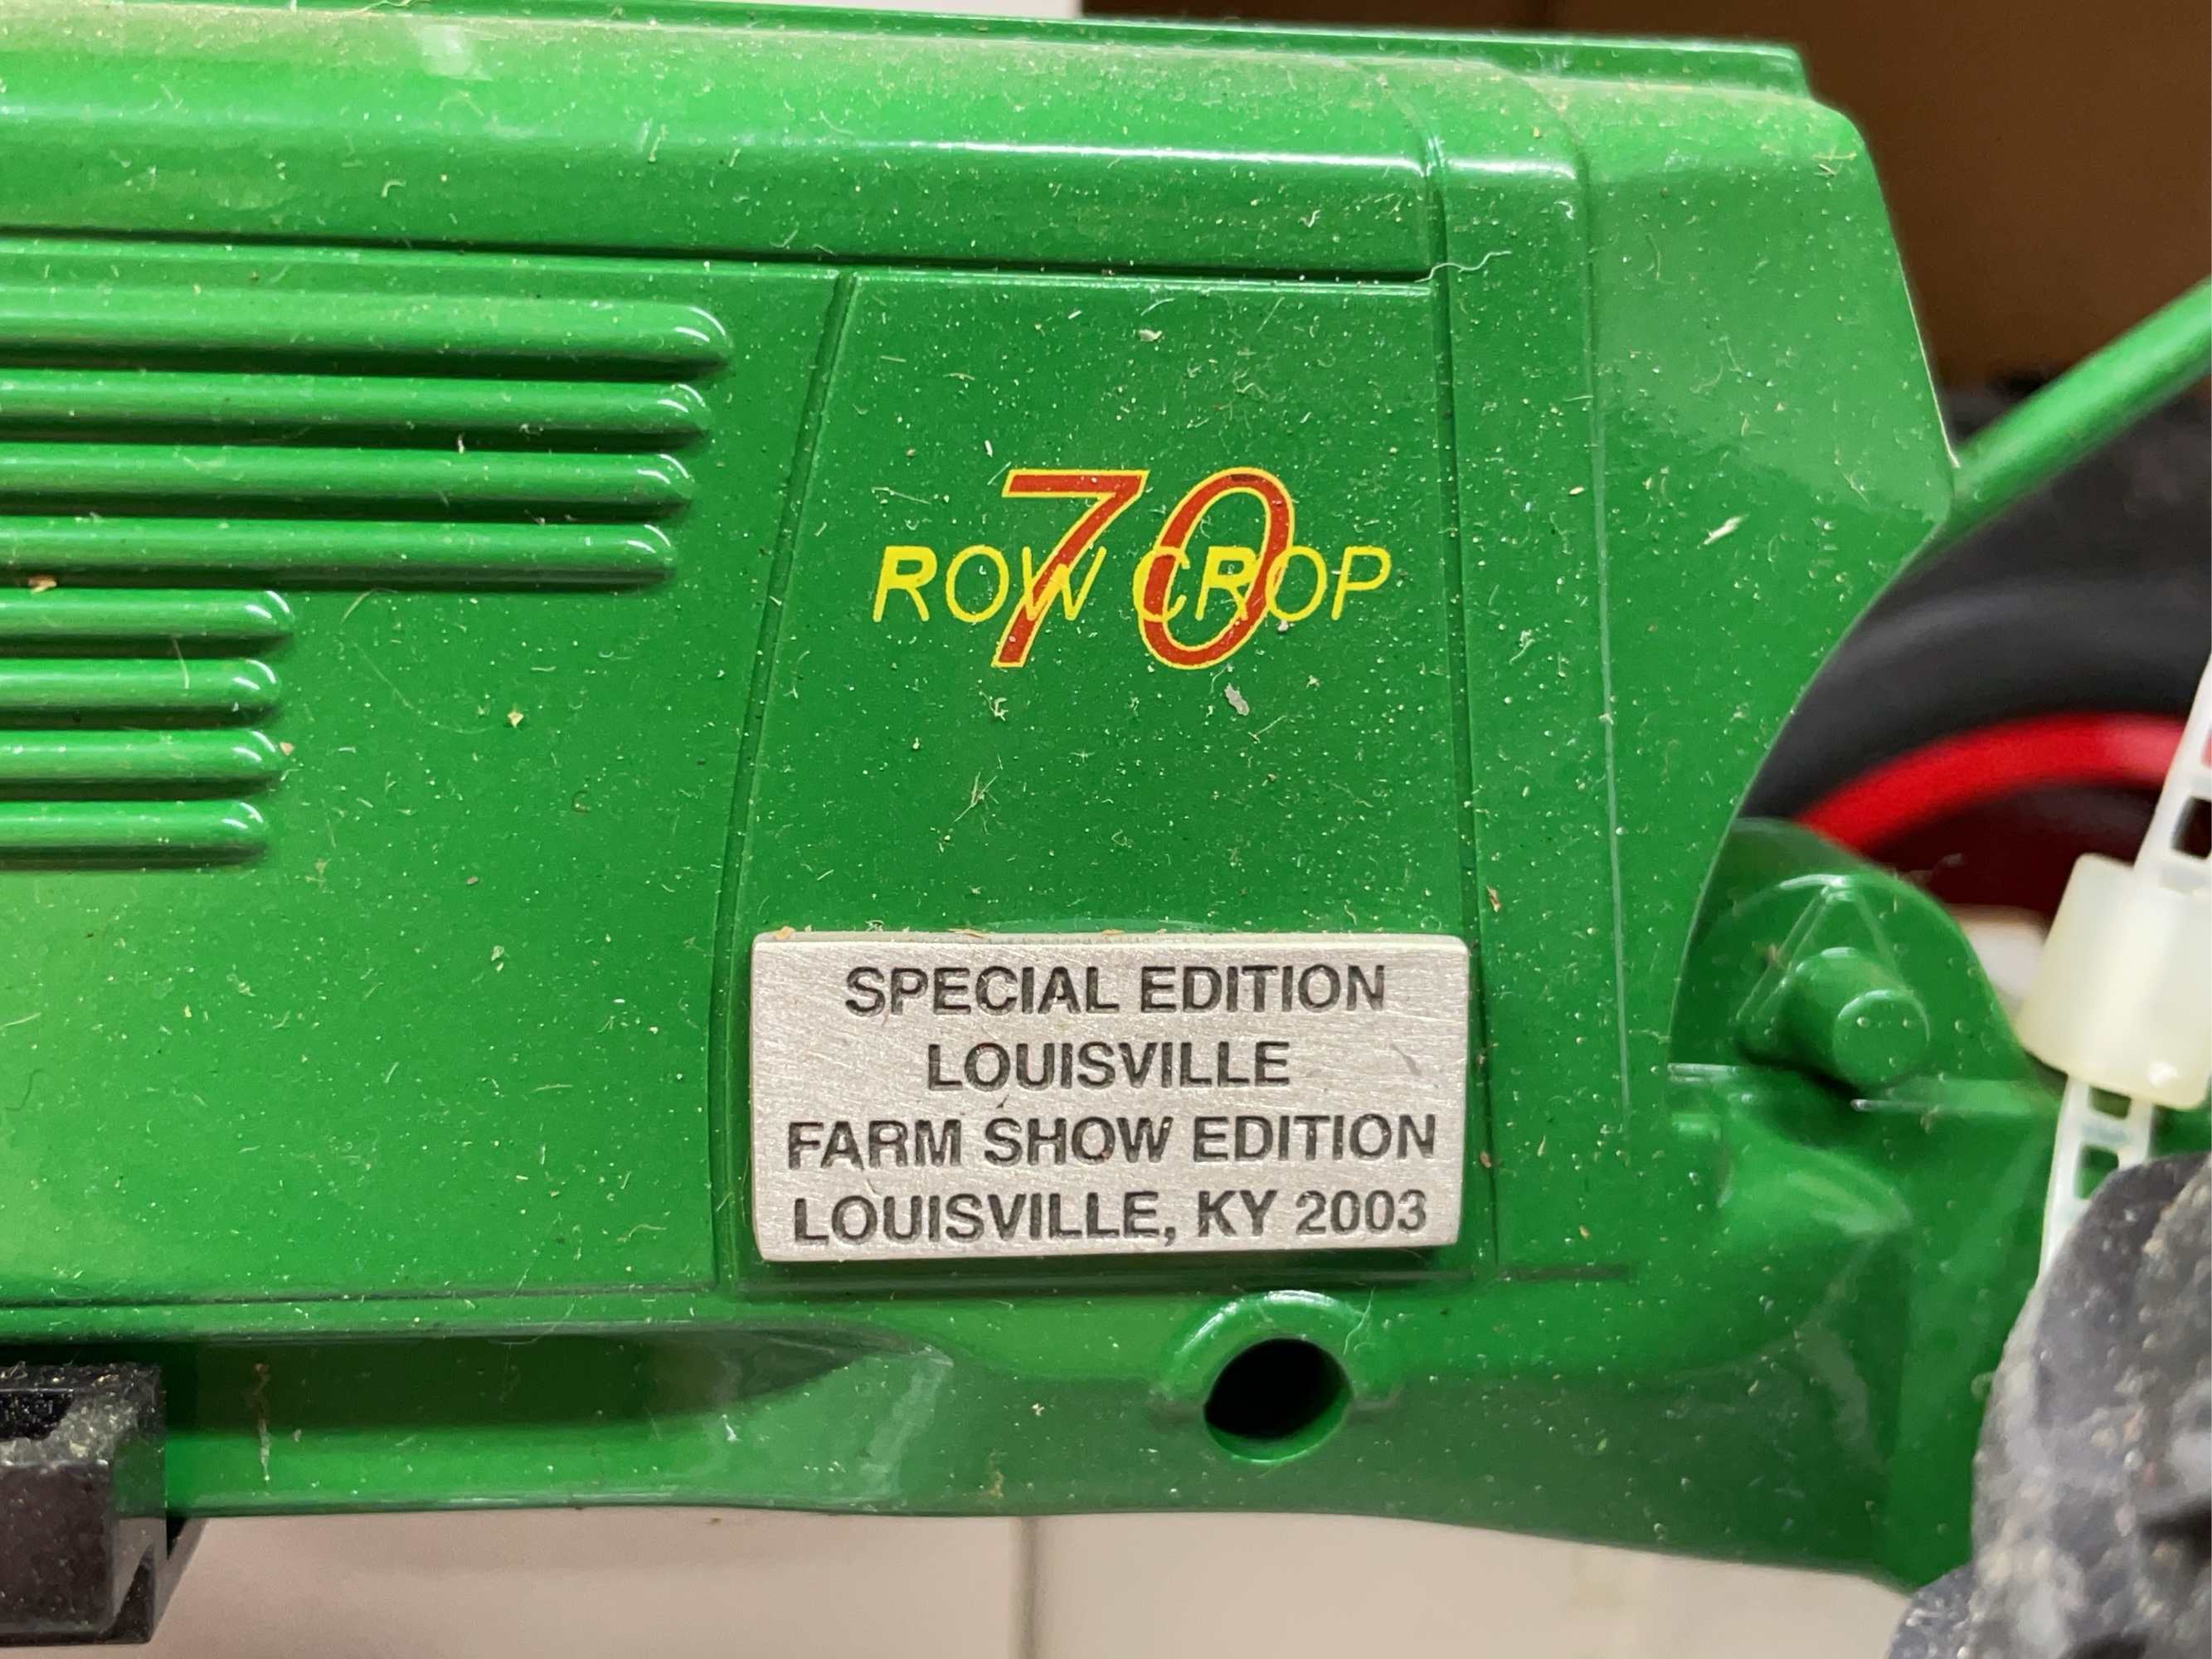 70
ROW CROP
SPECIAL EDITION
LOUISVILLE
FARM SHOW EDITION
LOUISVILLE, KY 2003